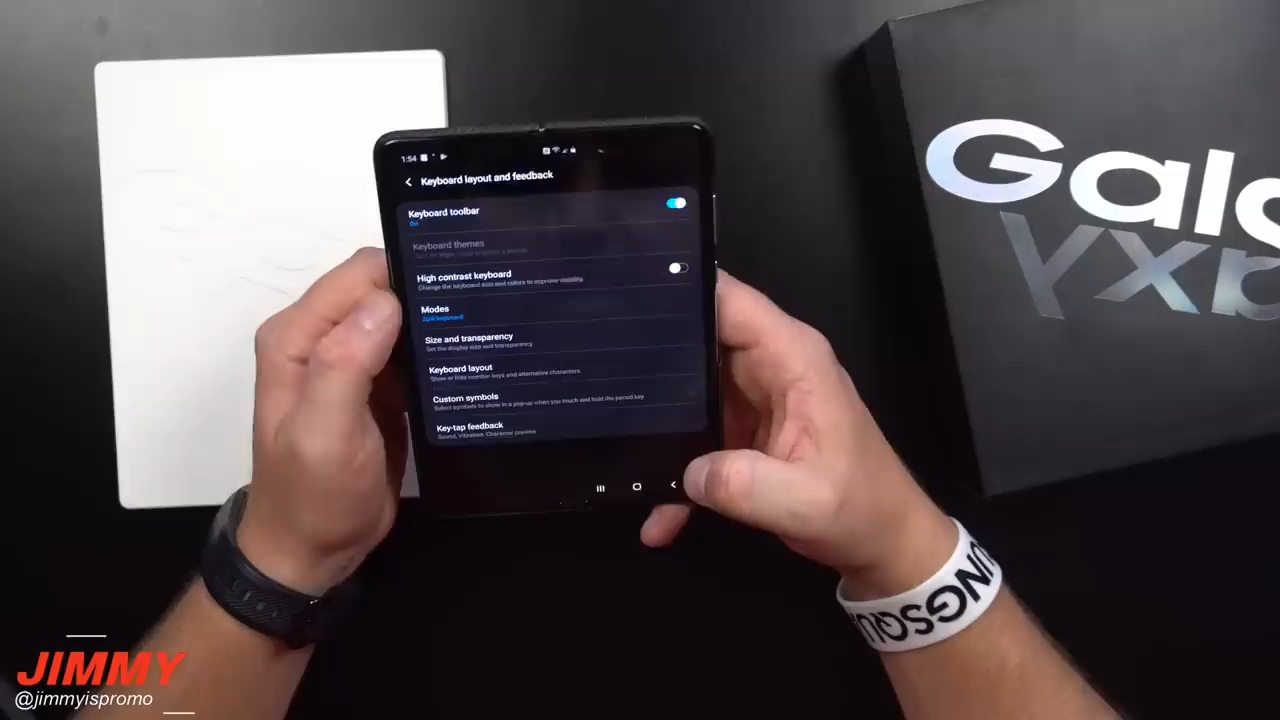 1:54
Keyboard layout and feedback
Keyboard toolbar
On
Keyboard themes
High contrast keyboard
Change the keyboard size and colors to improve visibility.
Modes
Split keyboard
Size and transparency
Set the display size and transparency.
Keyboard layout
Show or hide number keys and alternative characters
Custom symbols
Select symbols to show in a pop-up when you touch and hold the period key
Key-tap feedback
Sound, Vibration, Character preview
Gala
JIMMY
@jimmyispromo